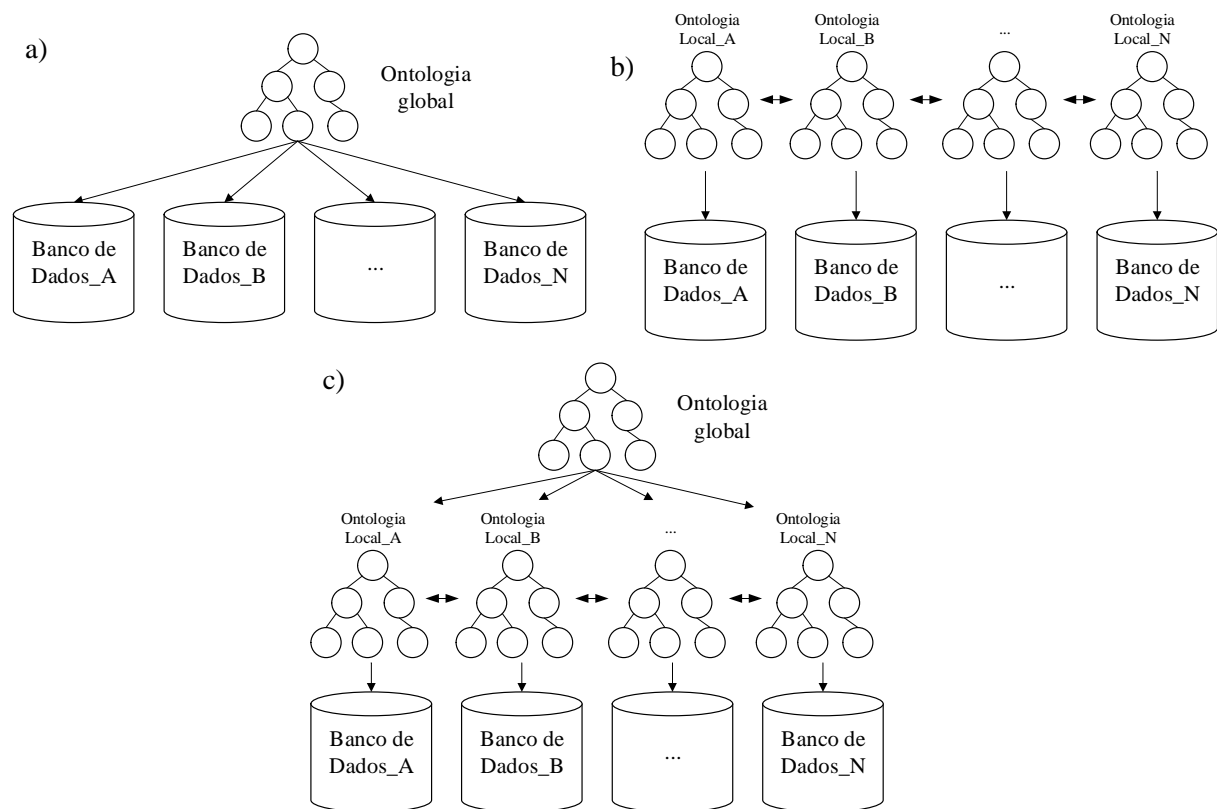 a)
Ontologia
global
Banco de
Dados_A
Banco de
Dados_B
...
Banco de
Dados_N
b)
Ontologia
Local_A
Ontologia
Local_B
...
Ontologia
Local_N
Banco de
Dados_A
Banco de
Dados_B
...
Banco de
Dados_N
c)
Ontologia
global
Ontologia
Local_A
Ontologia
Local_B
...
Ontologia
Local_N
Banco de
Dados_A
Banco de
Dados_B
...
Banco de
Dados_N